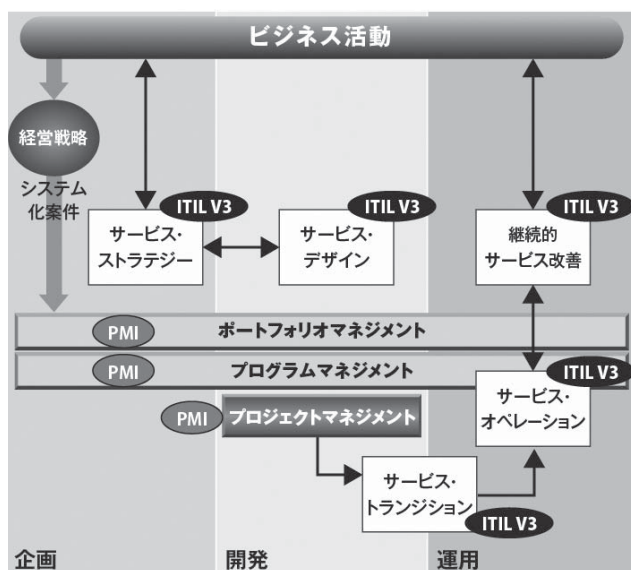 ビジネス活動
経営戦略
システム
化案件
ITIL V3
サービス・
ストラテジー
ITIL V3
サービス・
デザイン
ITIL V3
継続的
サービス改善
PMI
ポートフォリオマネジメント
PMI
プログラムマネジメント
ITIL V3
サービス・
オペレーション
PMI
プロジェクトマネジメント
サービス・
トランジション
ITIL V3
企画
開発
運用